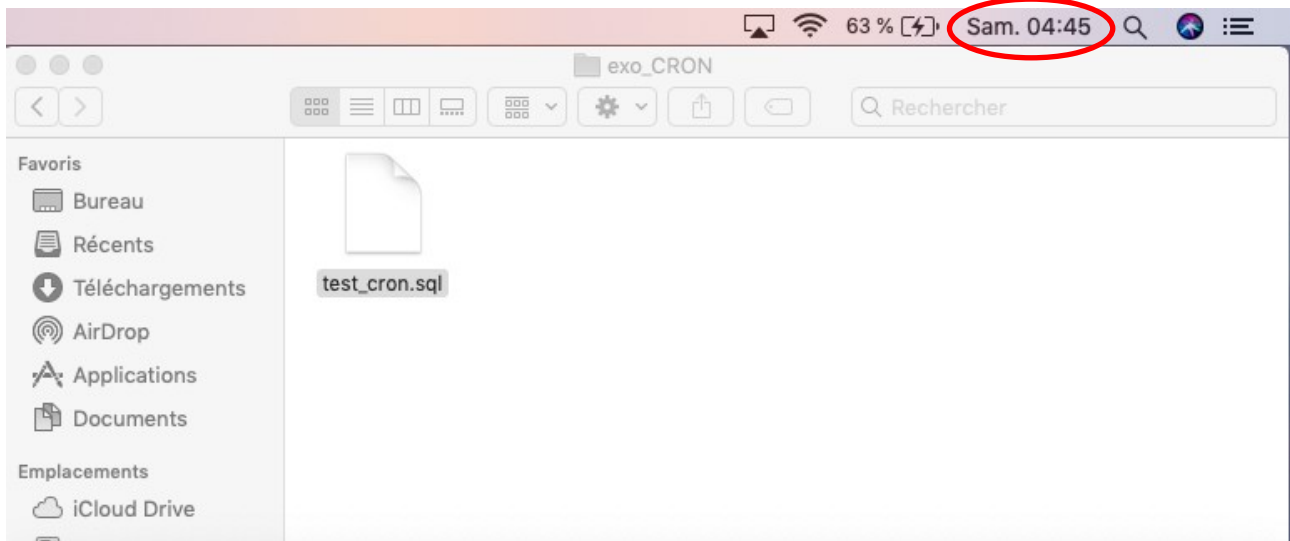 63 % Sam. 04:45
exo_CRON
Rechercher
Favoris
Bureau
Récents
Téléchargements
AirDrop
Applications
Documents
Emplacements
iCloud Drive
test_cron.sql